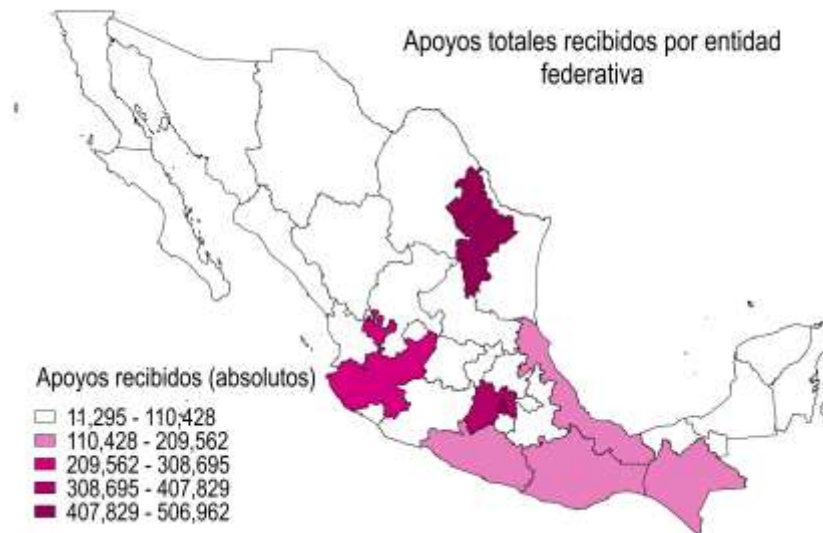 Apoyos totales recibidos por entidad
federativa
Apoyos recibidos (absolutos)
11,295 - 110,428
110,428 - 209,562
209,562 - 308,695
308,695 - 407,829
407,829 - 506,962